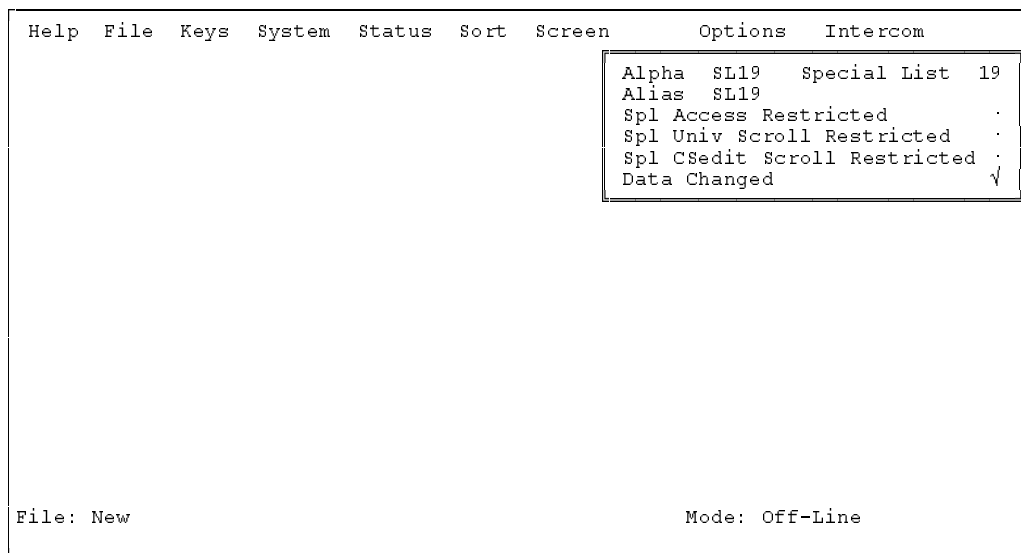 Help File Keys System Status Sort Screen Options Intercom
Alpha SL19 Special List 19
Alias SL19
Spl Access Restricted ·
Spl Univ Scroll Restricted ·
Spl CSedit Scroll Restricted ·
Data Changed √
File: New Mode: Off-Line